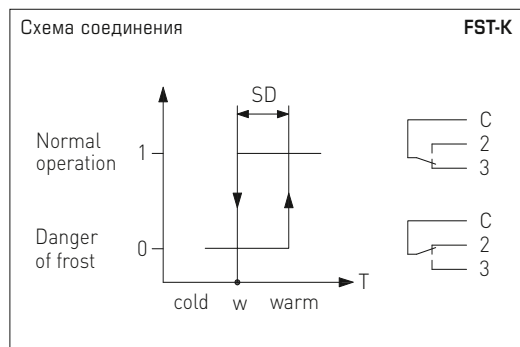 Схема соединения FST-K
SD
Normal
operation
1
C
2
3
Danger
of frost
0
C
2
3
T
cold w warm